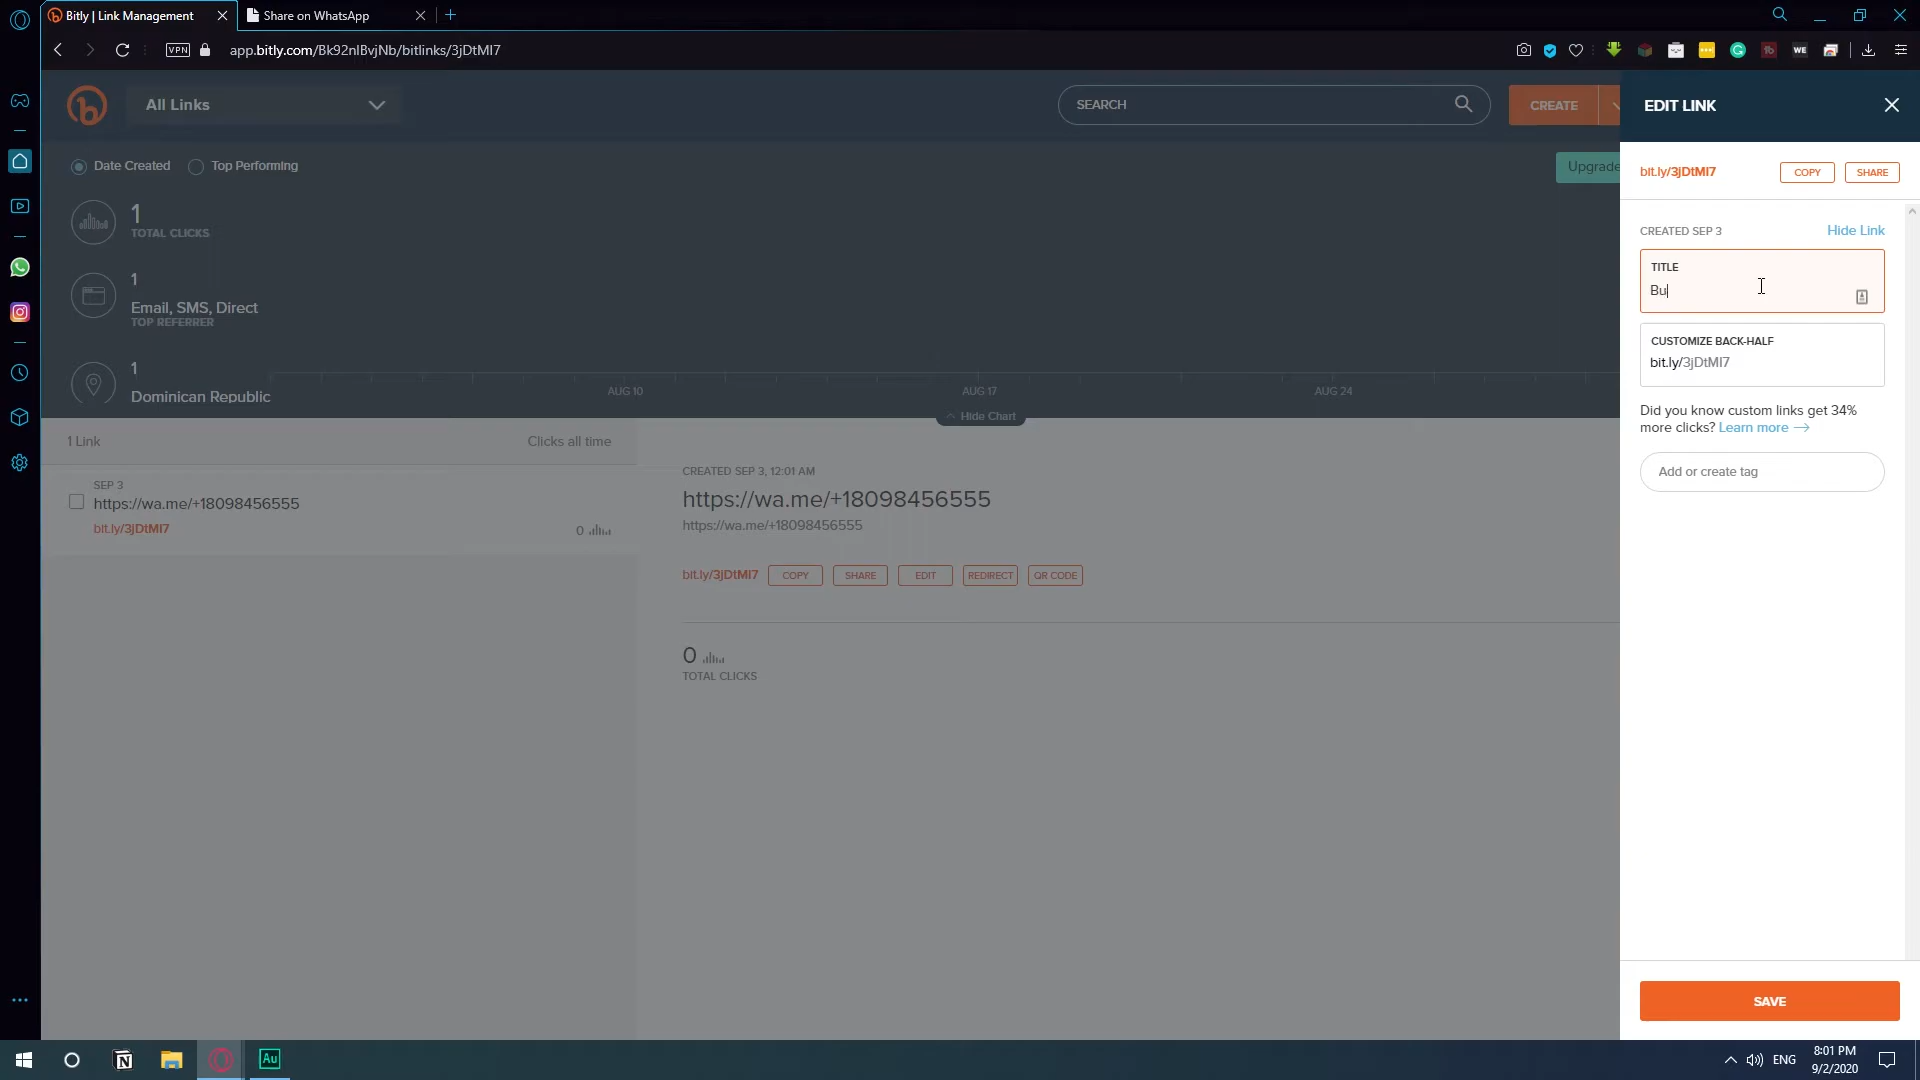 Bitly | Link Management
Share on WhatsApp
VPN
app.bitly.com/Bk92nlBvjNb/bitlinks/3jDtMI7
WE
All Links
SEARCH
CREATE
EDIT LINK
Date Created
Top Performing
Upgrade
bit.ly/3jDtMI7
COPY
SHARE
1
TOTAL CLICKS
CREATED SEP 3
Hide Link
TITLE
Bu
1
Email, SMS, Direct
TOP REFERRER
CUSTOMIZE BACK-HALF
bit.ly/3jDtMI7
1
Dominican Republic
AUG 10
AUG 17
AUG 24
Hide Chart
Did you know custom links get 34%
more clicks? Learn more
1 Link
Clicks all time
Add or create tag
SEP 3
https://wa.me/+18098456555
bit.ly/3jDtMI7
0
CREATED SEP 3, 12:01 AM
https://wa.me/+18098456555
https://wa.me/+18098456555
bit.ly/3jDtMI7
COPY
SHARE
EDIT
REDIRECT
QR CODE
0
TOTAL CLICKS
SAVE
N
Au
ENG
8:01 PM
9/2/2020